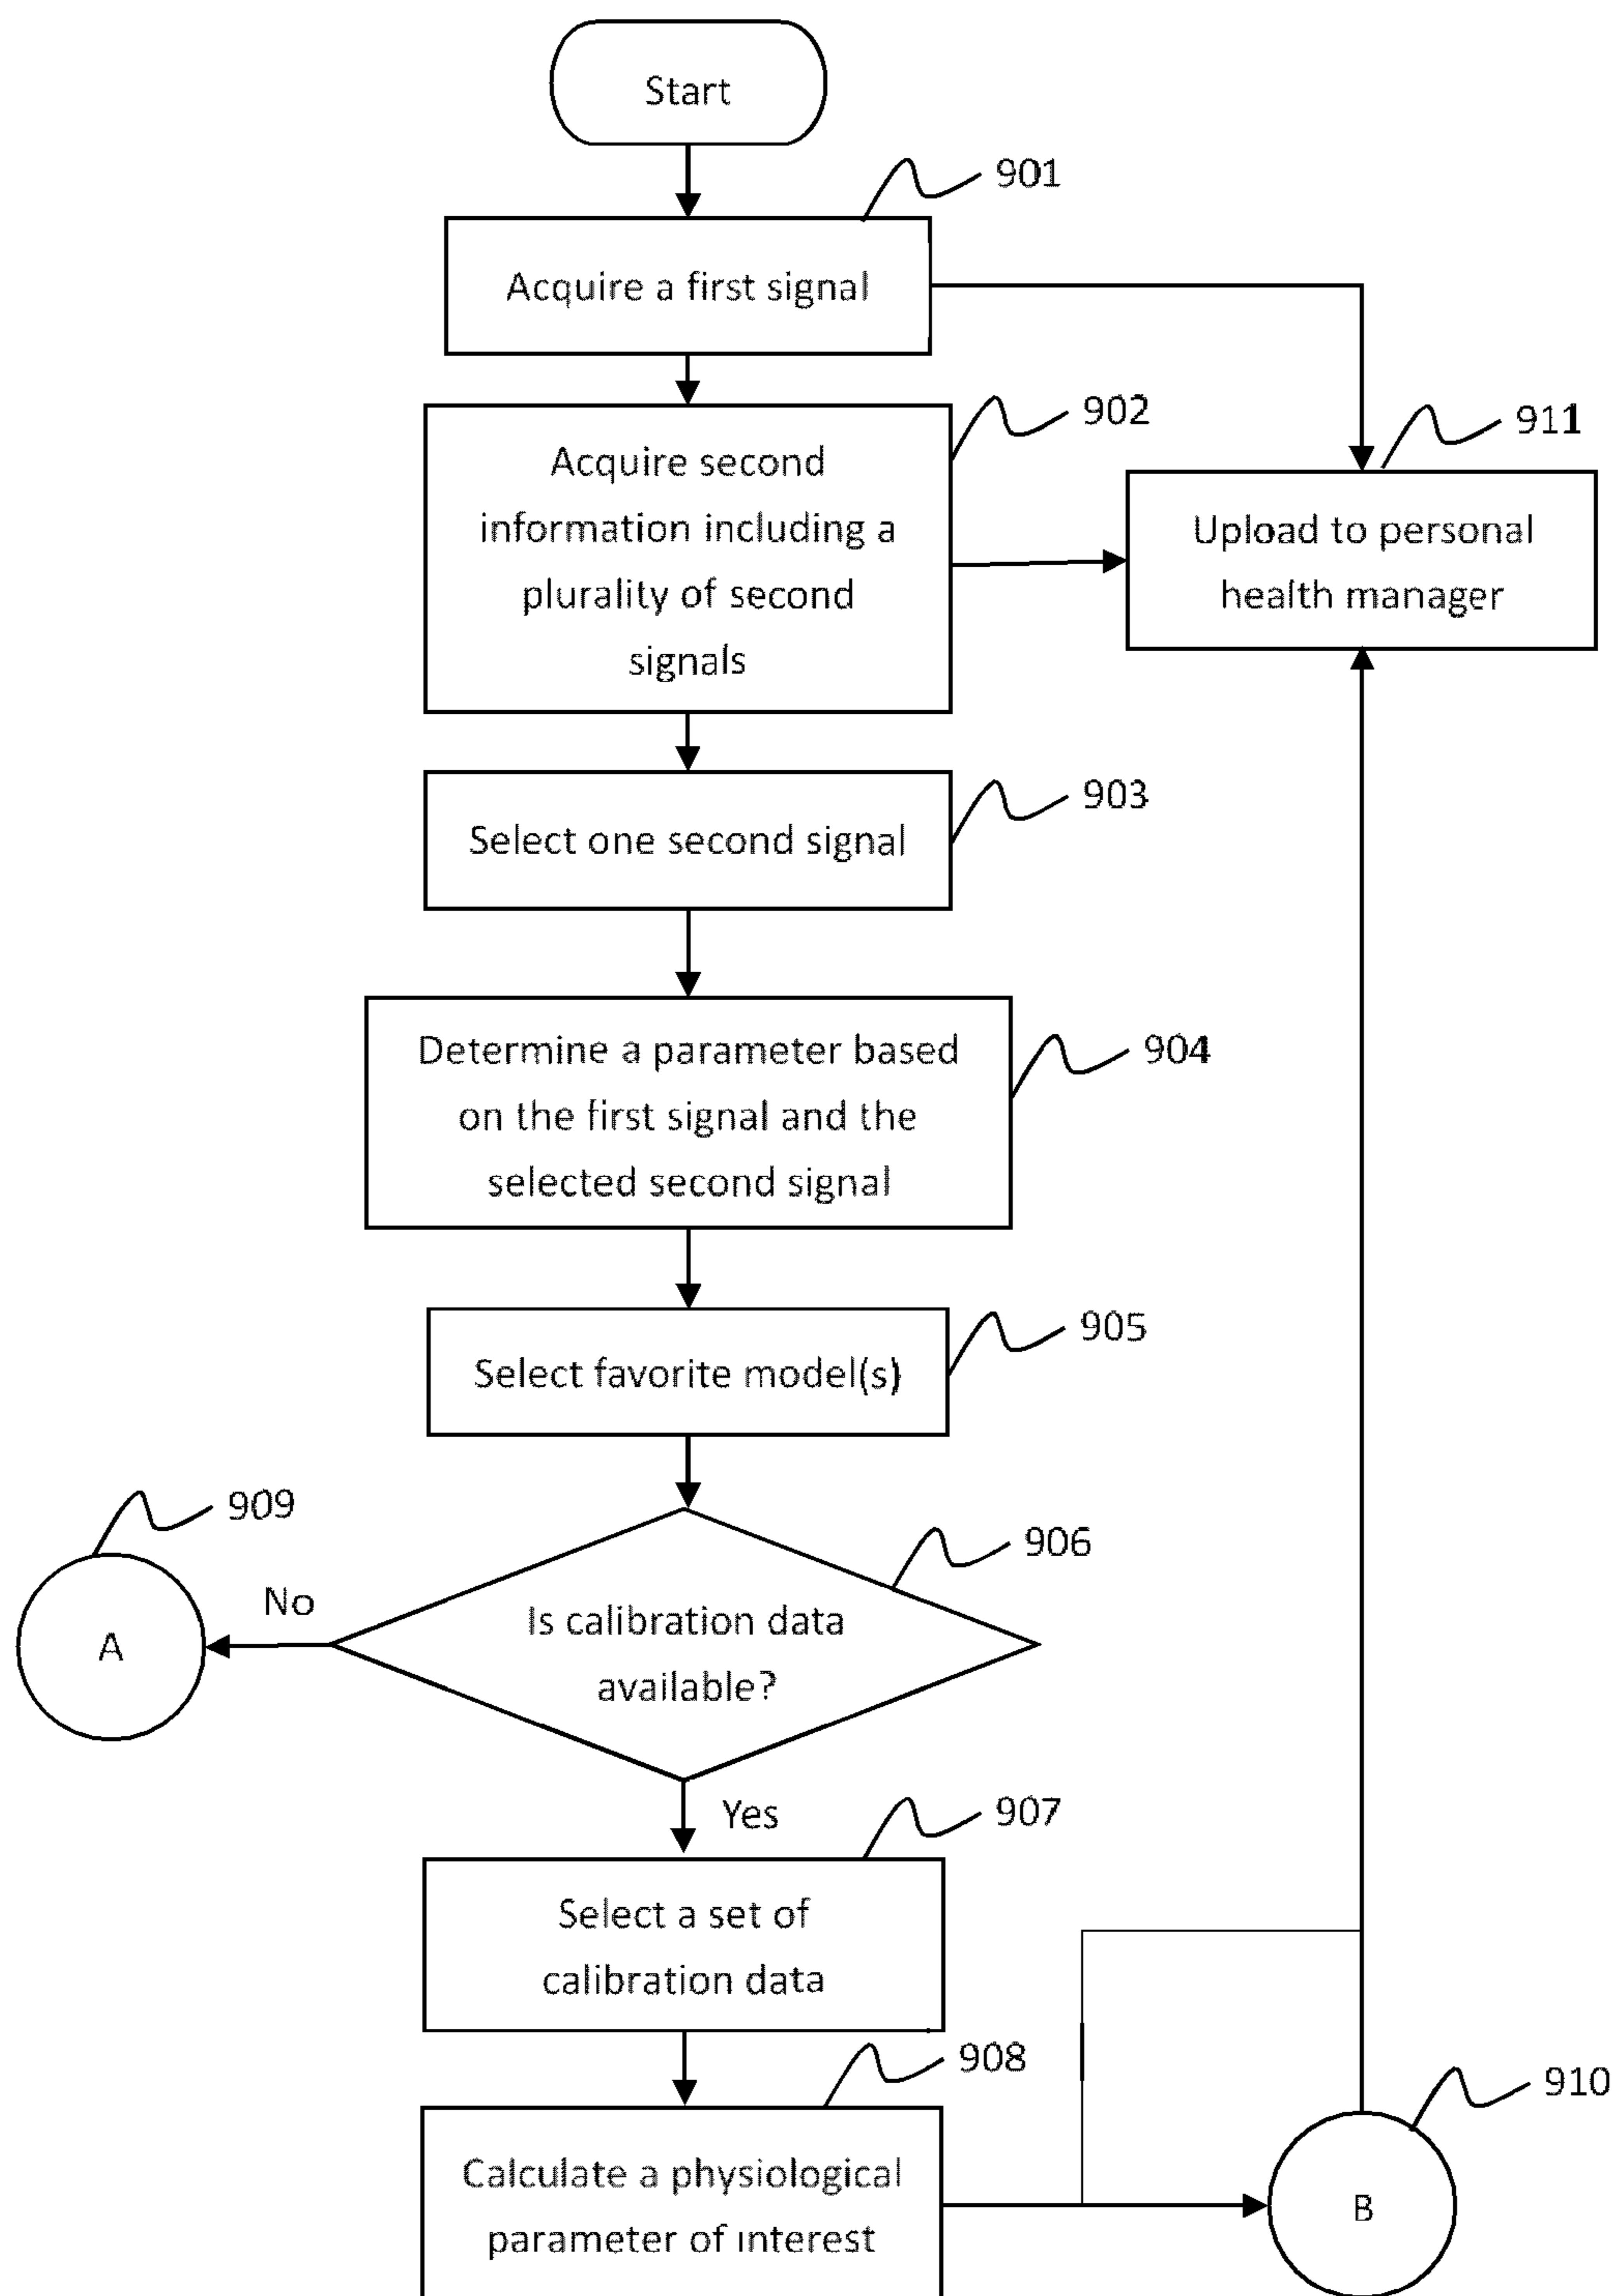 Start
901
Acquire a first signal
902
Acquire second
information including a
plurality of second
signals
911
Upload to personal
health manager
903
Select one second signal
904
Determine a parameter based
on the first signal and the
selected second signal
905
Select favorite model(s)
909
A
No
906
Is calibration data
available?
Yes
907
Select a set of
calibration data
908
Calculate a physiological
parameter of interest
910
B